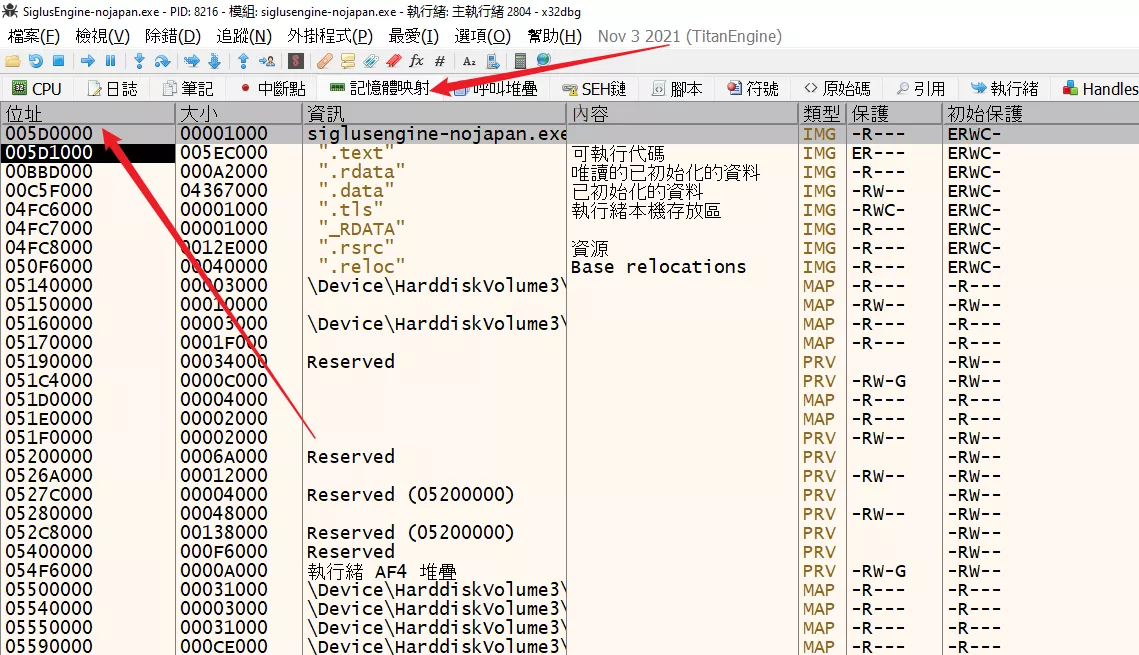 SiglusEngine-nojapan.exe - PID: 8216 - 模組: siglusengine-nojapan.exe - 執行緒: 主執行緒 2804 - x32dbg
檔案(F) 檢視(V) 除錯(D) 追蹤(N) 外掛程式(P) 最愛(I) 選項(O) 幫助(H) Nov 3 2021 (TitanEngine)
CPU 日誌 筆記 中斷點 記憶體映射 呼叫堆疊 SEH鏈 腳本 符號 原始碼 引用 執行緒 Handles
位址 大小 資訊 內容 類型 保護 初始保護
005D0000 00001000 siglusengine-nojapan.exe IMG -R--- ERWC-
005D1000 005EC000 ".text" 可執行代碼 IMG ER--- ERWC-
00BBD000 000A2000 ".rdata" 唯讀的已初始化的資料 IMG -R--- ERWC-
00C5F000 04367000 ".data" 已初始化的資料 IMG -RW-- ERWC-
04FC6000 00001000 ".tls" 執行緒本機存放區 IMG -RWC- ERWC-
04FC7000 00001000 "_RDATA" IMG -R--- ERWC-
04FC8000 0012E000 ".rsrc" 資源 IMG -R--- ERWC-
050F6000 00040000 ".reloc" Base relocations IMG -R--- ERWC-
05140000 00003000 \Device\HarddiskVolume3\ MAP -R--- -R---
05150000 00010000 MAP -RW-- -RW--
05160000 00003000 \Device\HarddiskVolume3\ MAP -R--- -R---
05170000 0001F000 MAP -R--- -R---
05190000 00034000 Reserved PRV -RW--
051C4000 0000C000 PRV -RW-G -RW--
051D0000 00004000 MAP -R--- -R---
051E0000 00002000 MAP -R--- -R---
051F0000 00002000 PRV -RW-- -RW--
05200000 0006A000 Reserved PRV -RW--
0526A000 00012000 PRV -RW-- -RW--
0527C000 00004000 Reserved (05200000) PRV -RW--
05280000 00048000 PRV -RW-- -RW--
052C8000 00138000 Reserved (05200000) PRV -RW--
05400000 000F6000 Reserved PRV -RW--
054F6000 0000A000 執行緒 AF4 堆疊 PRV -RW-G -RW--
05500000 00031000 \Device\HarddiskVolume3\ MAP -R--- -R---
05540000 00003000 \Device\HarddiskVolume3\ MAP -R--- -R---
05550000 00031000 \Device\HarddiskVolume3\ MAP -R--- -R---
05590000 000CE000 \Device\HarddiskVolume3\ MAP -R--- -R---